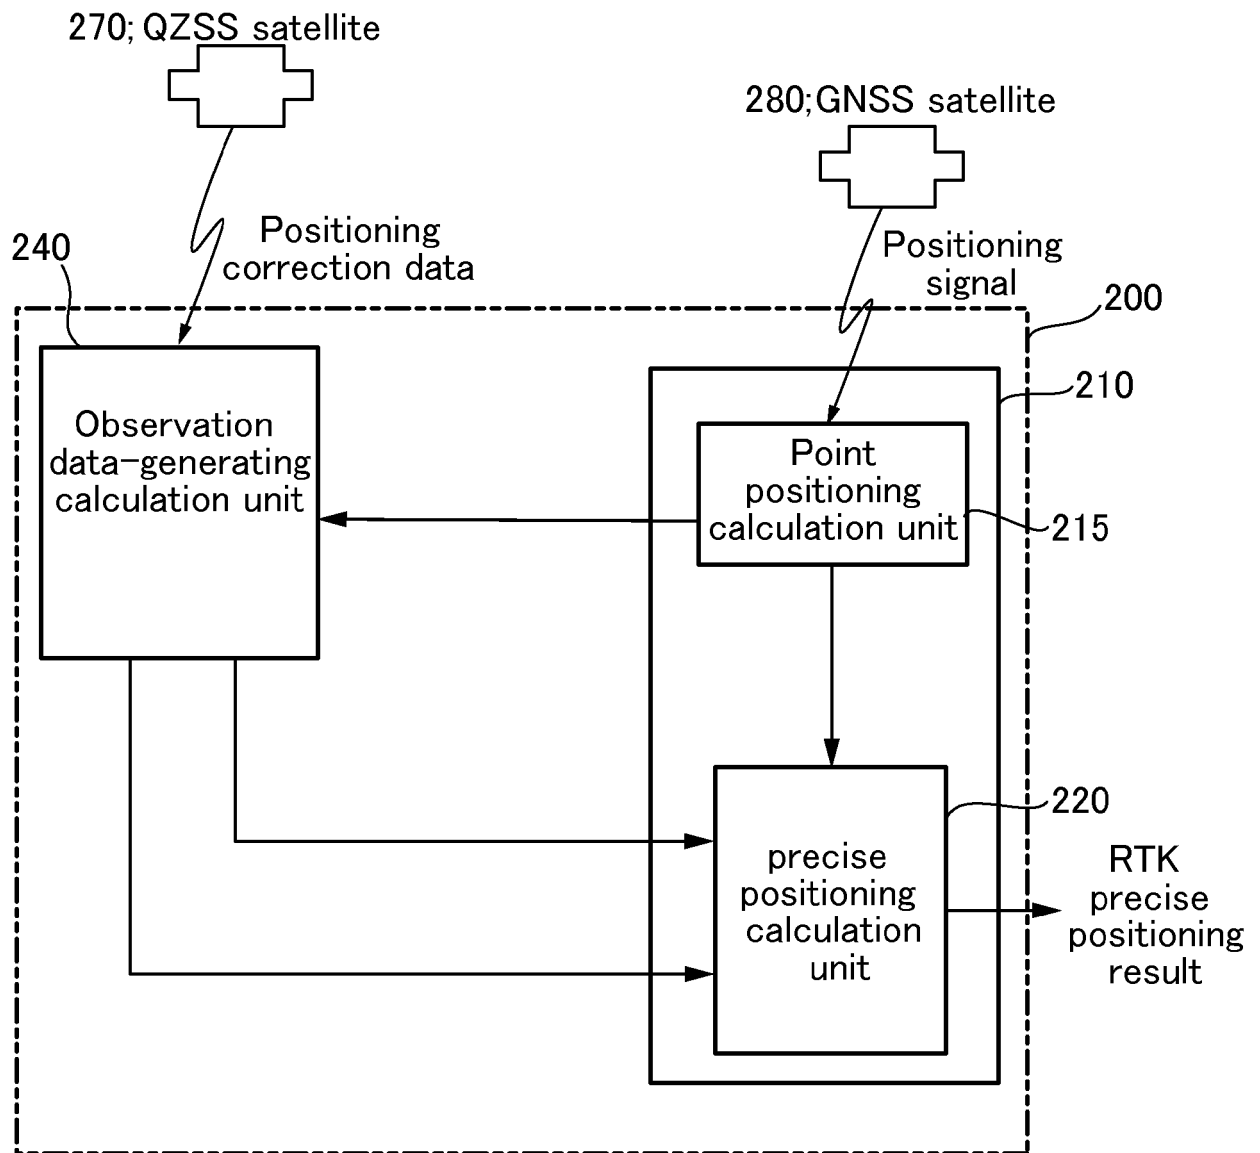 270; QZSS satellite
280;GNSS satellite
240
Positioning
correction data
Positioning
signal
200
210
Observation
data-generating
calculation unit
Point
positioning
calculation unit
215
220
precise
positioning
calculation
unit
RTK
precise
positioning
result